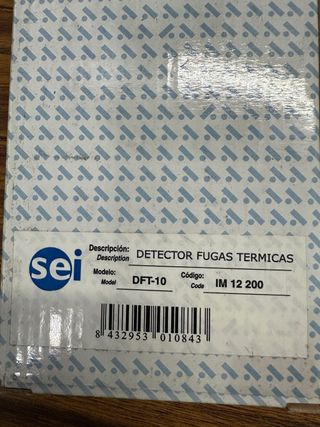 sei
Descripción: DETECTOR FUGAS TERMICAS
Description
Modelo: DFT-10 Código: IM 12 200
Model Code
8 432953 010843